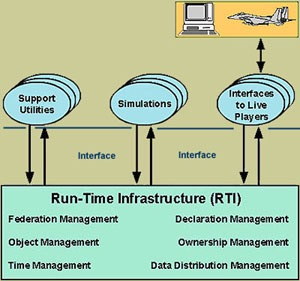 Support
Utilities
Simulations
Interfaces
to Live
Players
Interface
Interface
Run-Time Infrastructure (RTI)
Federation Management
Declaration Management
Object Management
Ownership Management
Time Management
Data Distribution Management